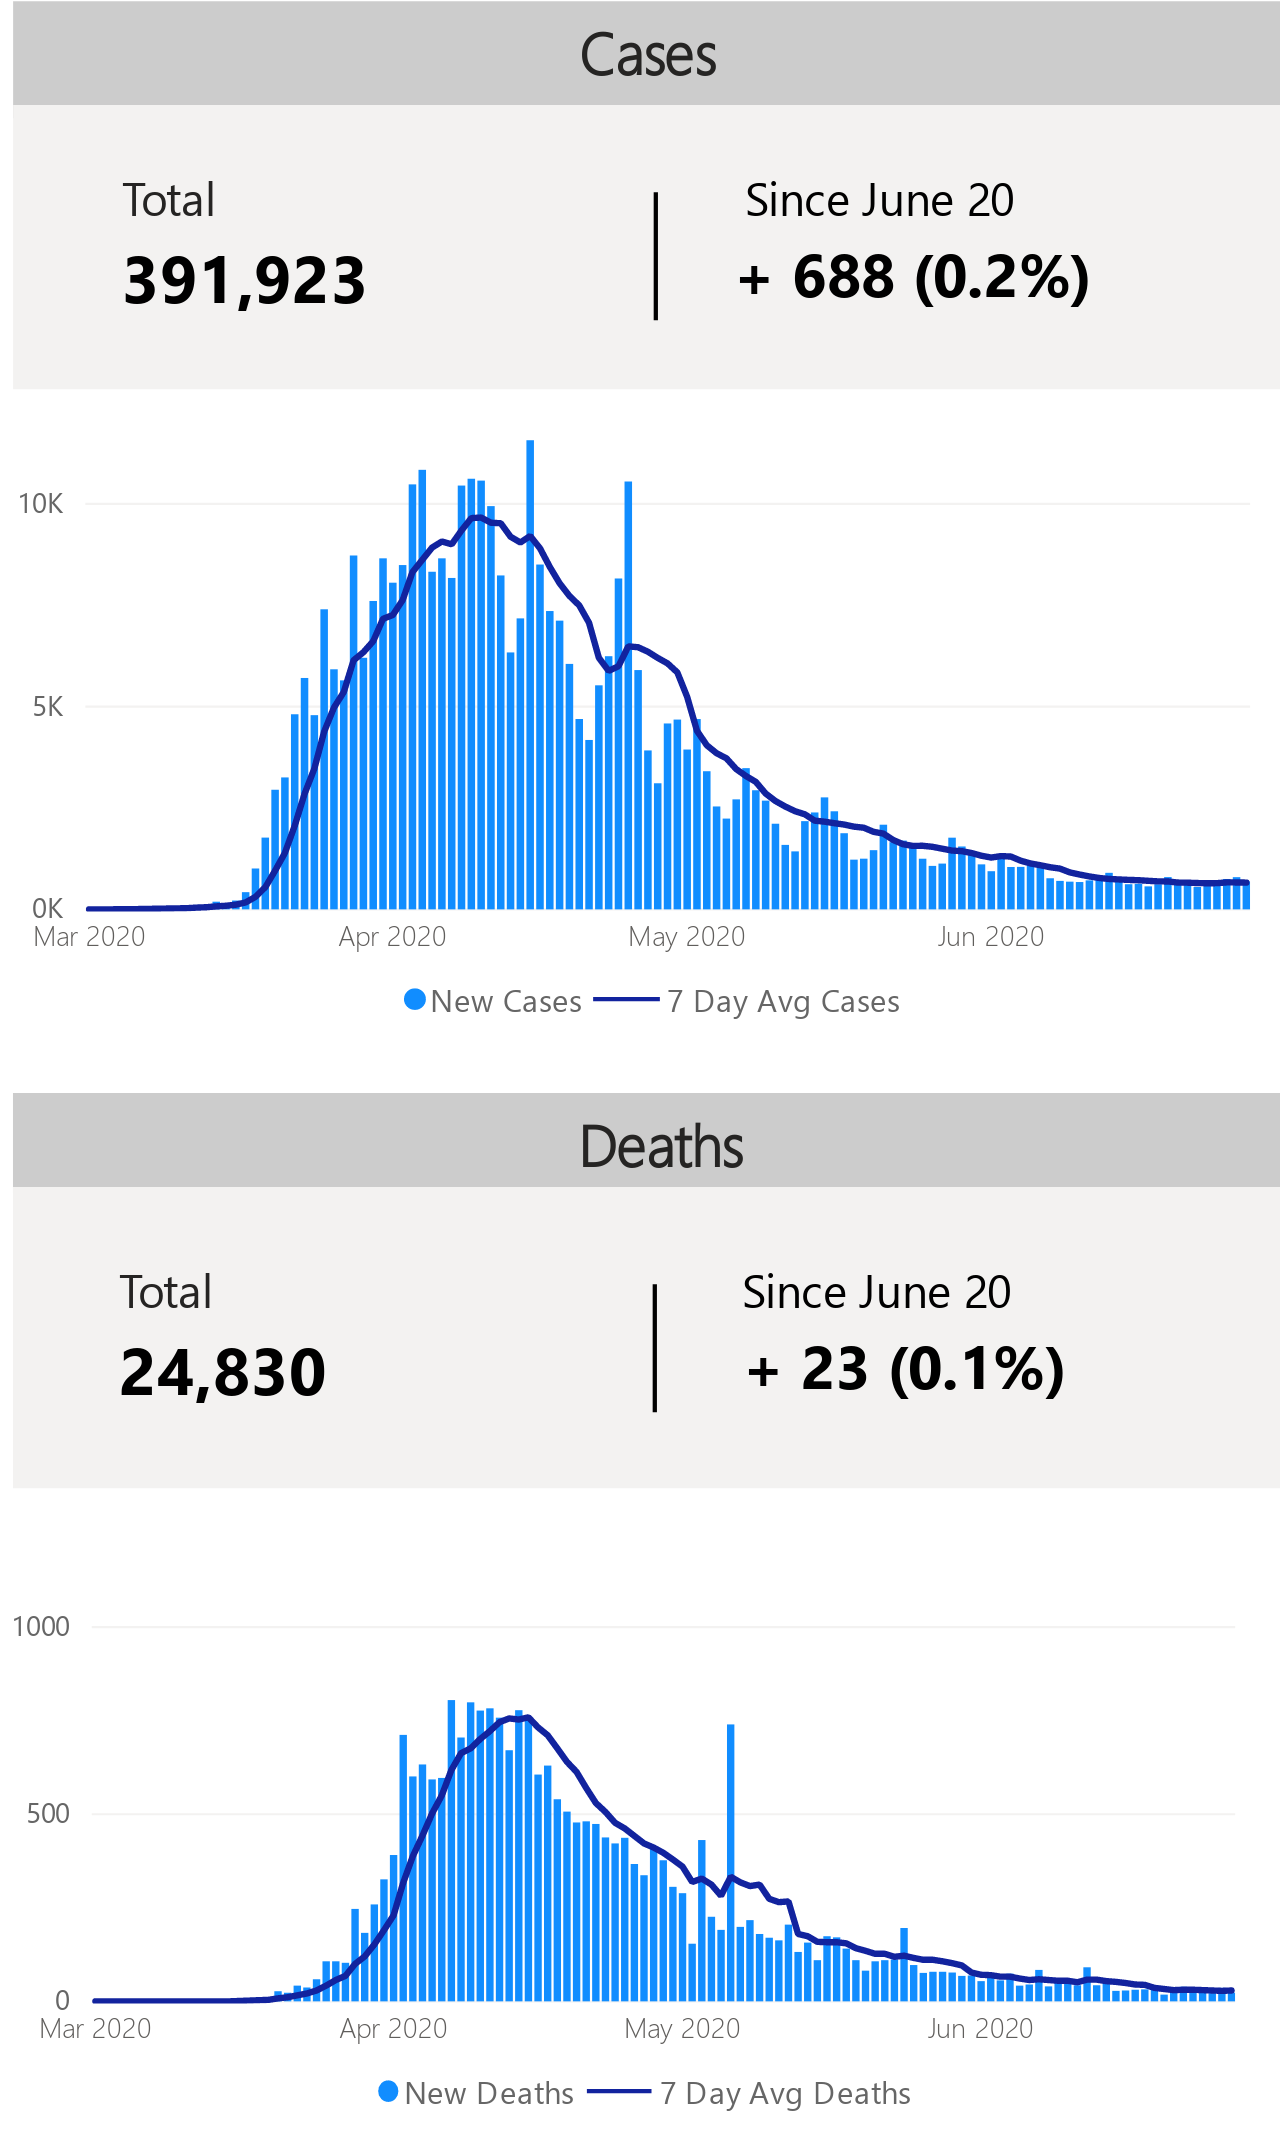 Cases
Total
Since June 20
391,923
+ 688 (0.2%)
10K
5K
0K
Mar 2020
Apr 2020
May 2020
Jun 2020
New Cases
7 Day Avg Cases
Deaths
Total
Since June 20
24,830
+ 23 (0.1%)
1000
500
0
Mar 2020
Apr 2020
May 2020
Jun 2020
New Deaths
7 Day Avg Deaths